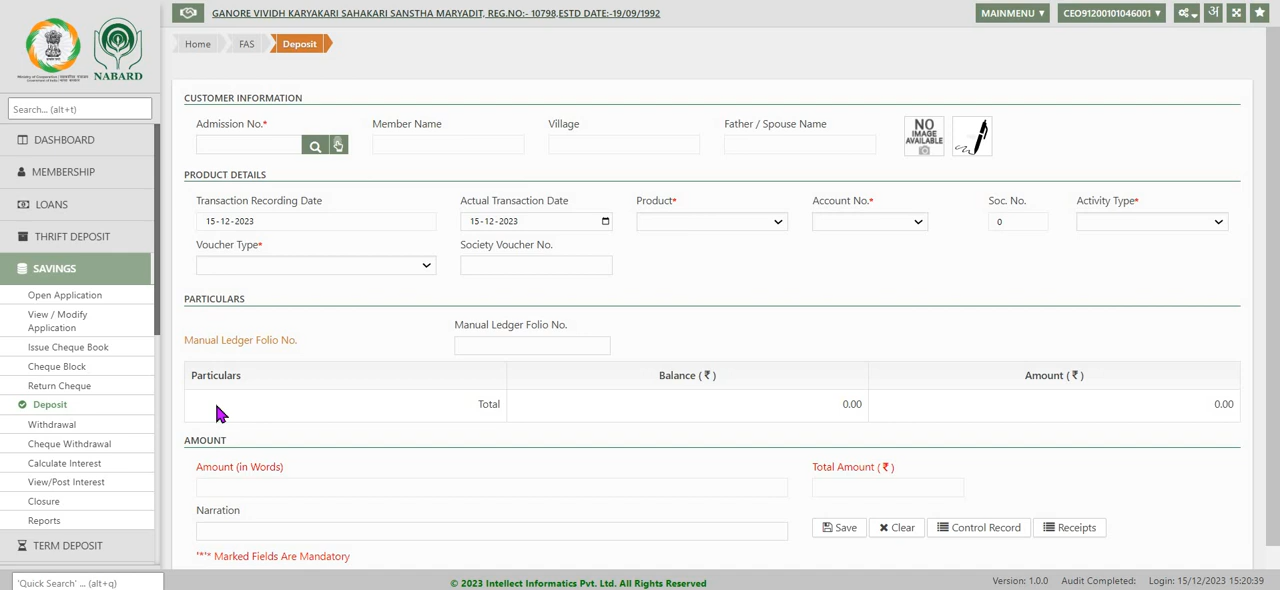 GANORE VIVIDH KARYAKARI SAHAKARI SANSTHA MARYADIT, REG.NO:- 10798,ESTD DATE:-19/09/1992
MAINMENU ▾
CEO91200101046001 ▾
अ
NABARD
Home
FAS
Deposit
Search... (alt+t)
DASHBOARD
MEMBERSHIP
LOANS
THRIFT DEPOSIT
SAVINGS
Open Application
View / Modify
Application
Issue Cheque Book
Cheque Block
Return Cheque
Deposit
Withdrawal
Cheque Withdrawal
Calculate Interest
View/Post Interest
Closure
Reports
TERM DEPOSIT
'Quick Search' ... (alt+q)
CUSTOMER INFORMATION
Admission No.* Member Name Village Father / Spouse Name
NO
IMAGE
AVAILABLE
PRODUCT DETAILS
Transaction Recording Date Actual Transaction Date Product* Account No.* Soc. No. Activity Type*
15-12-2023 15-12-2023 0
Voucher Type* Society Voucher No.
PARTICULARS
Manual Ledger Folio No.
Manual Ledger Folio No.
Particulars Balance ( ₹ ) Amount ( ₹ )
Total 0.00 0.00
AMOUNT
Amount (in Words) Total Amount ( ₹ )
Narration
Save Clear Control Record Receipts
'*'* Marked Fields Are Mandatory
© 2023 Intellect Informatics Pvt. Ltd. All Rights Reserved
Version: 1.0.0 Audit Completed: Login: 15/12/2023 15:20:39